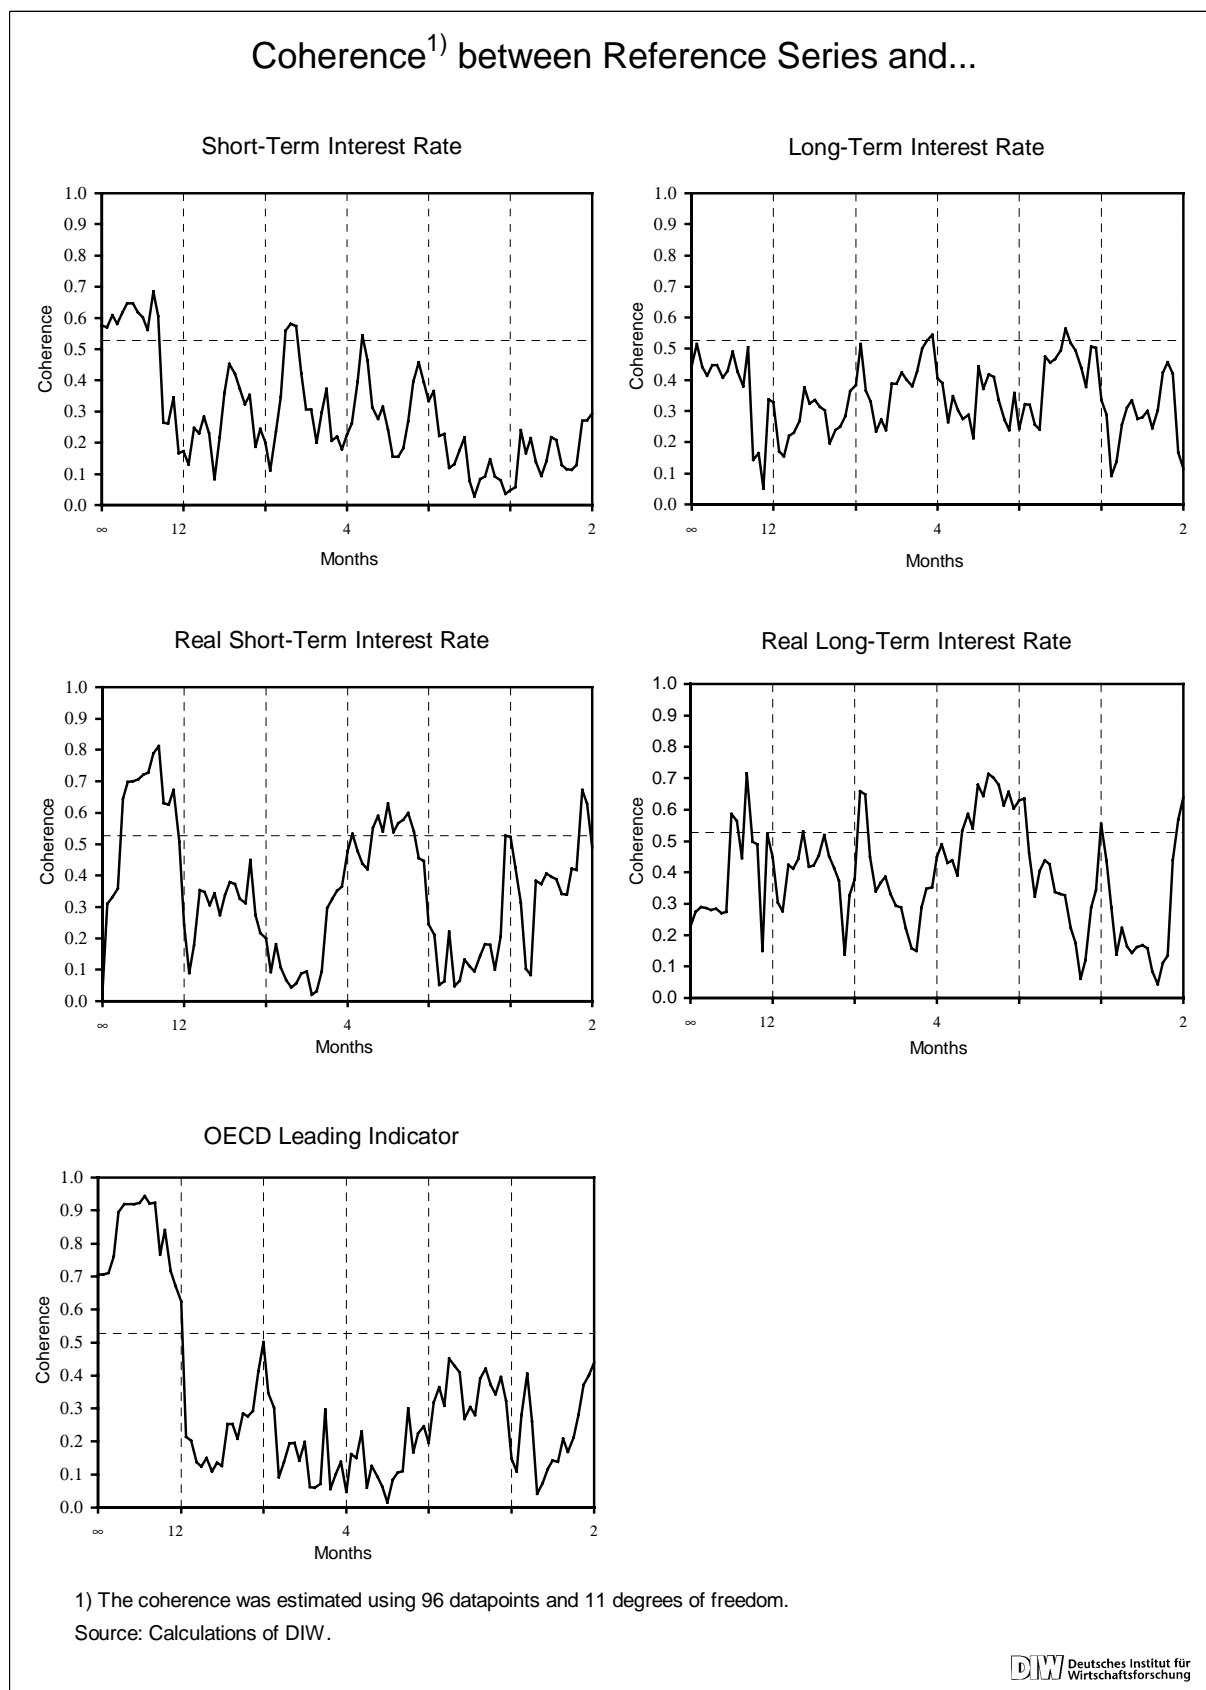 Coherence1) between Reference Series and...
Short-Term Interest Rate
1.0
0.9
0.8
0.7
0.6
0.5
0.4
0.3
0.2
0.1
0.0
Coherence
∞ 12 4 2
Months
Long-Term Interest Rate
1.0
0.9
0.8
0.7
0.6
0.5
0.4
0.3
0.2
0.1
0.0
Coherence
∞ 12 4 2
Months
Real Short-Term Interest Rate
1.0
0.9
0.8
0.7
0.6
0.5
0.4
0.3
0.2
0.1
0.0
Coherence
∞ 12 4 2
Months
Real Long-Term Interest Rate
1.0
0.9
0.8
0.7
0.6
0.5
0.4
0.3
0.2
0.1
0.0
Coherence
∞ 12 4 2
Months
OECD Leading Indicator
1.0
0.9
0.8
0.7
0.6
0.5
0.4
0.3
0.2
0.1
0.0
Coherence
∞ 12 4 2
Months
1) The coherence was estimated using 96 datapoints and 11 degrees of freedom.
Source: Calculations of DIW.
DIW Deutsches Institut für
Wirtschaftsforschung